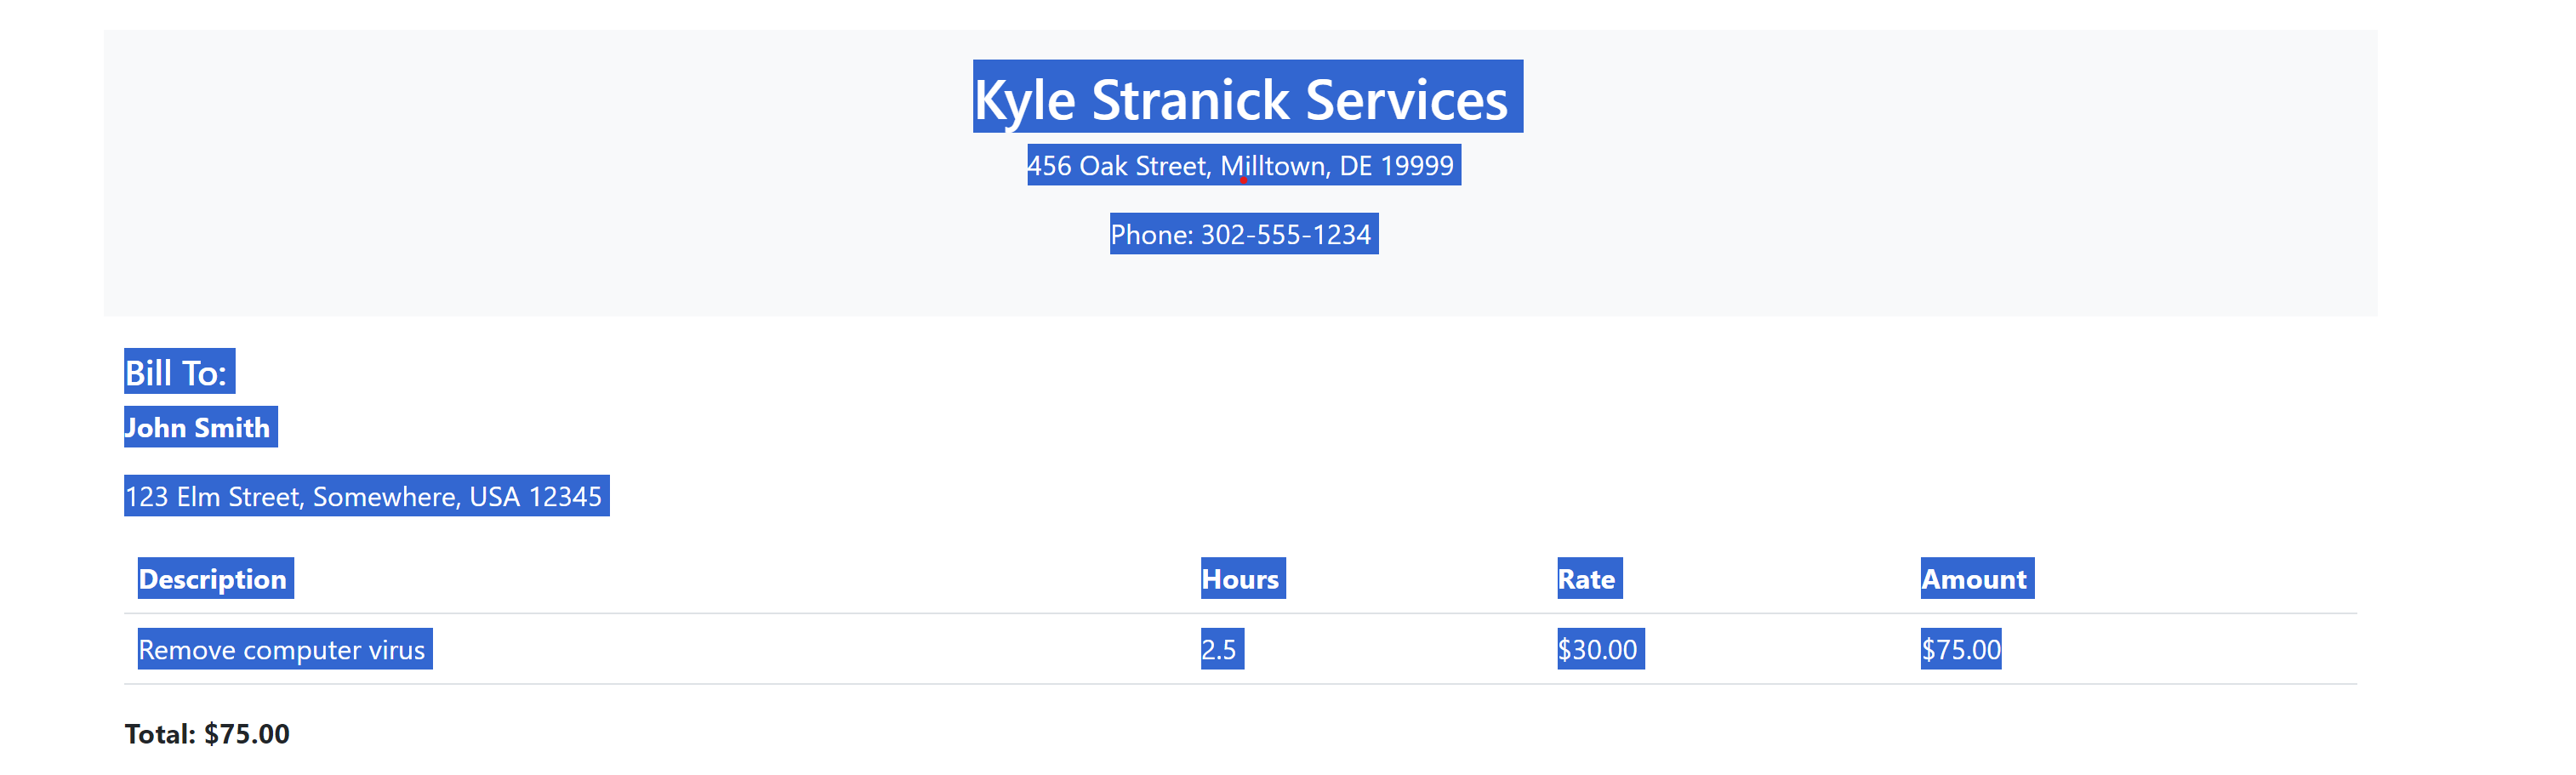 Kyle Stranick Services
456 Oak Street, Milltown, DE 19999
Phone: 302-555-1234
Bill To:
John Smith
123 Elm Street, Somewhere, USA 12345
Description Hours Rate Amount
Remove computer virus 2.5 $30.00 $75.00
Total: $75.00